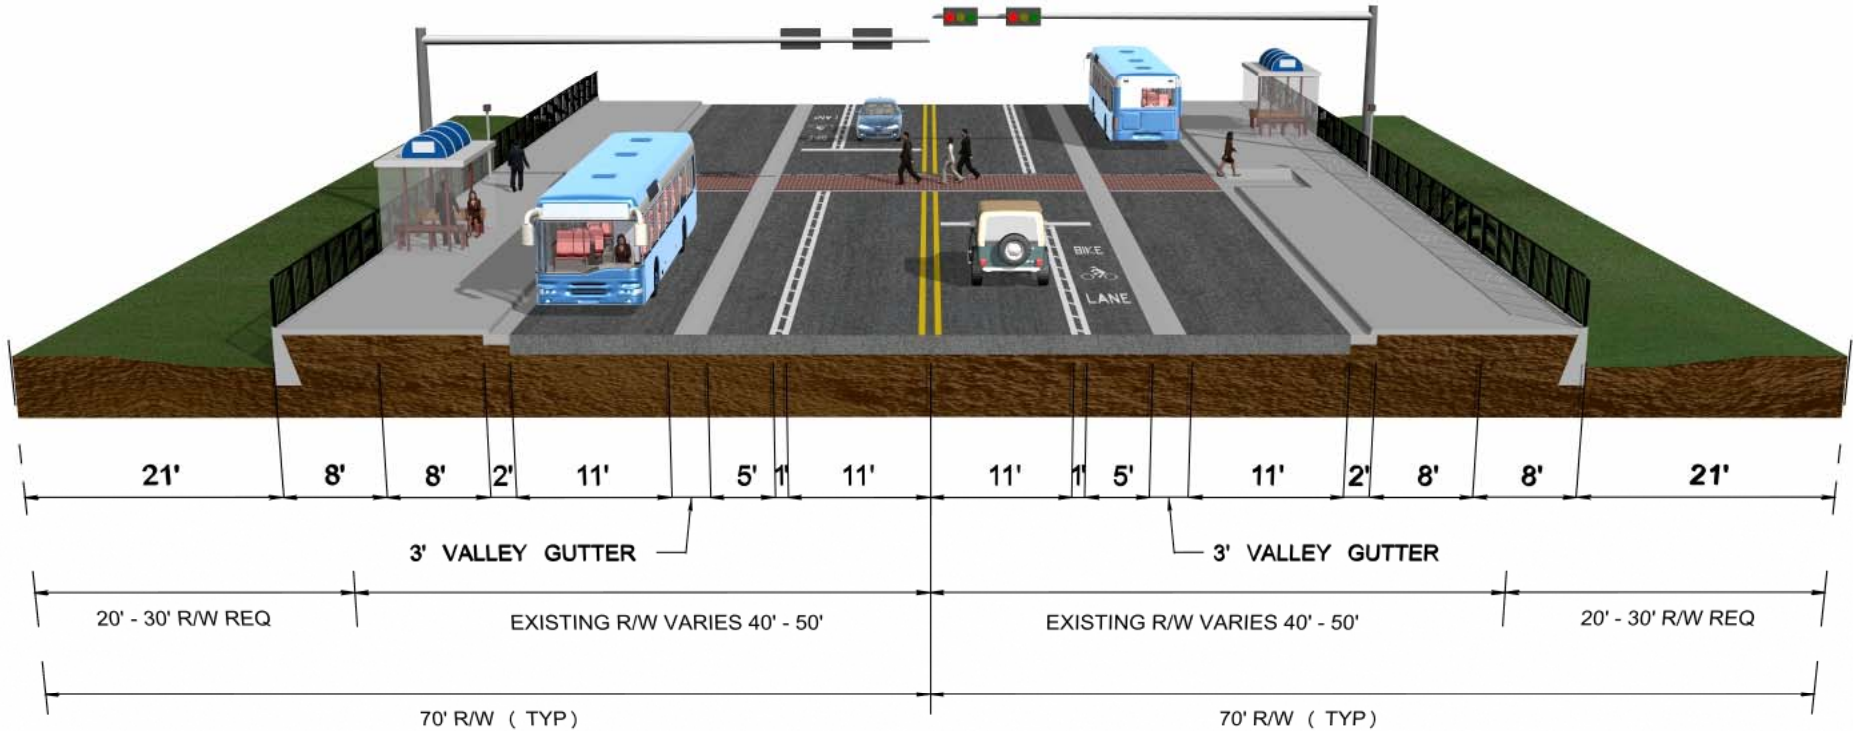 BIKE
LANE
21' 8' 8' 2' 11' 5' 1' 11' 11' 1' 5' 11' 2' 8' 8' 21'
3' VALLEY GUTTER 3' VALLEY GUTTER
20' - 30' R/W REQ EXISTING R/W VARIES 40' - 50' EXISTING R/W VARIES 40' - 50' 20' - 30' R/W REQ
70' R/W ( TYP ) 70' R/W ( TYP )